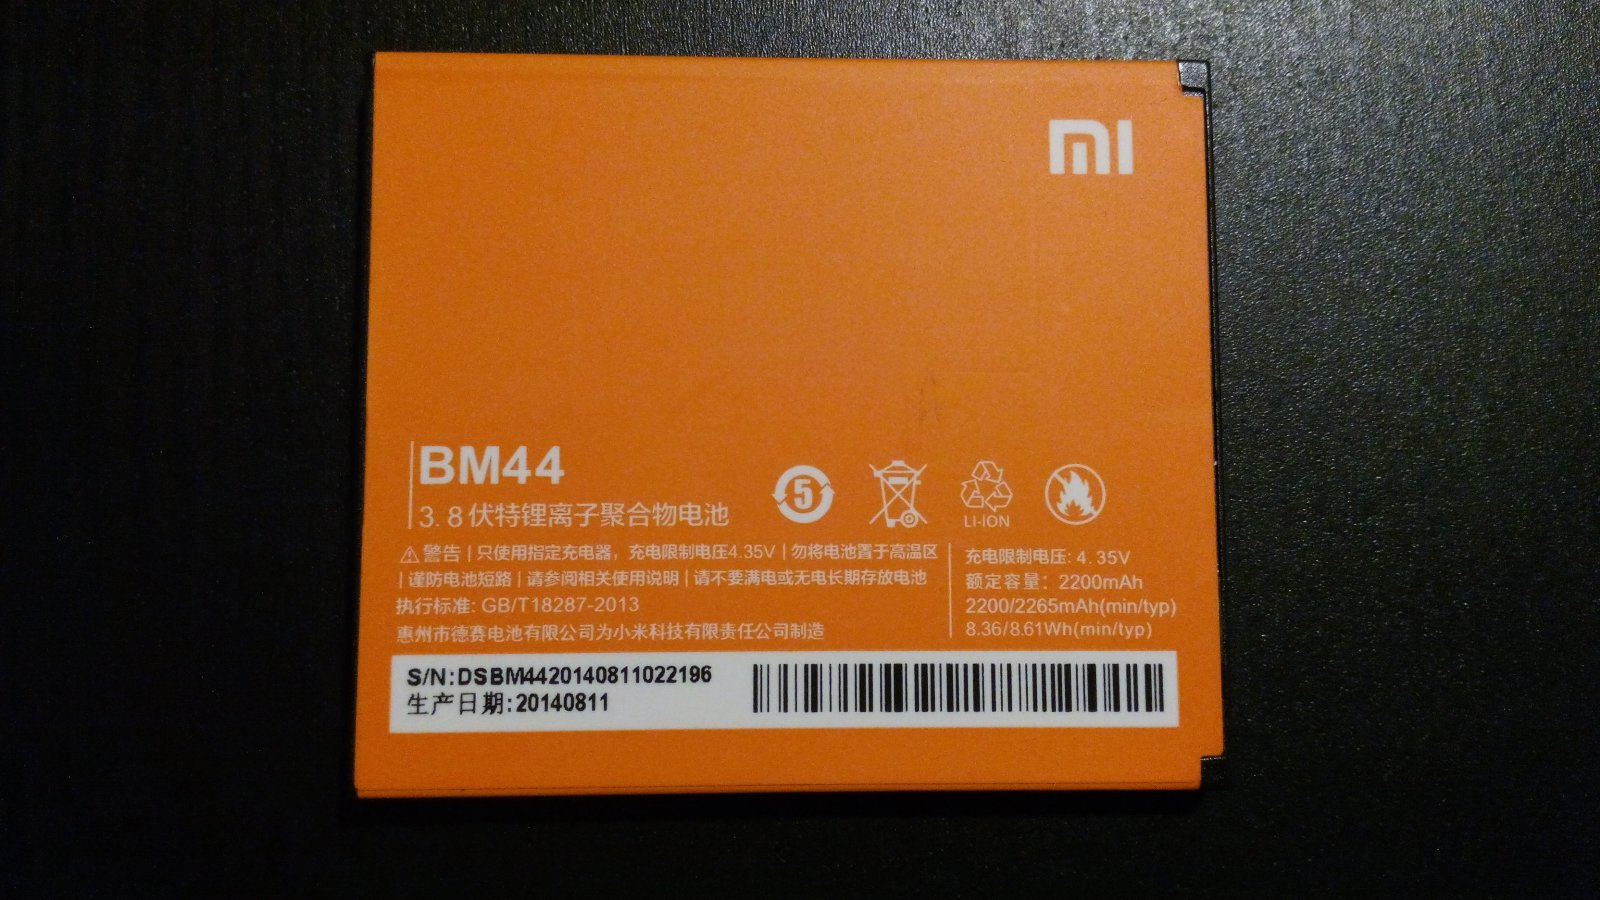 mi
BM44
3.8伏特锂离子聚合物电池
5
LI-ION
警告 | 只使用指定充电器，充电限制电压4.35V | 勿将电池置于高温区
| 谨防电池短路 | 请参阅相关使用说明 | 请不要满电或无电长期存放电池
执行标准: GB/T18287-2013
惠州市德赛电池有限公司为小米科技有限责任公司制造
充电限制电压: 4.35V
额定容量: 2200mAh
2200/2265mAh(min/typ)
8.36/8.61Wh(min/typ)
S/N:DSBM4420140811022196
生产日期:20140811